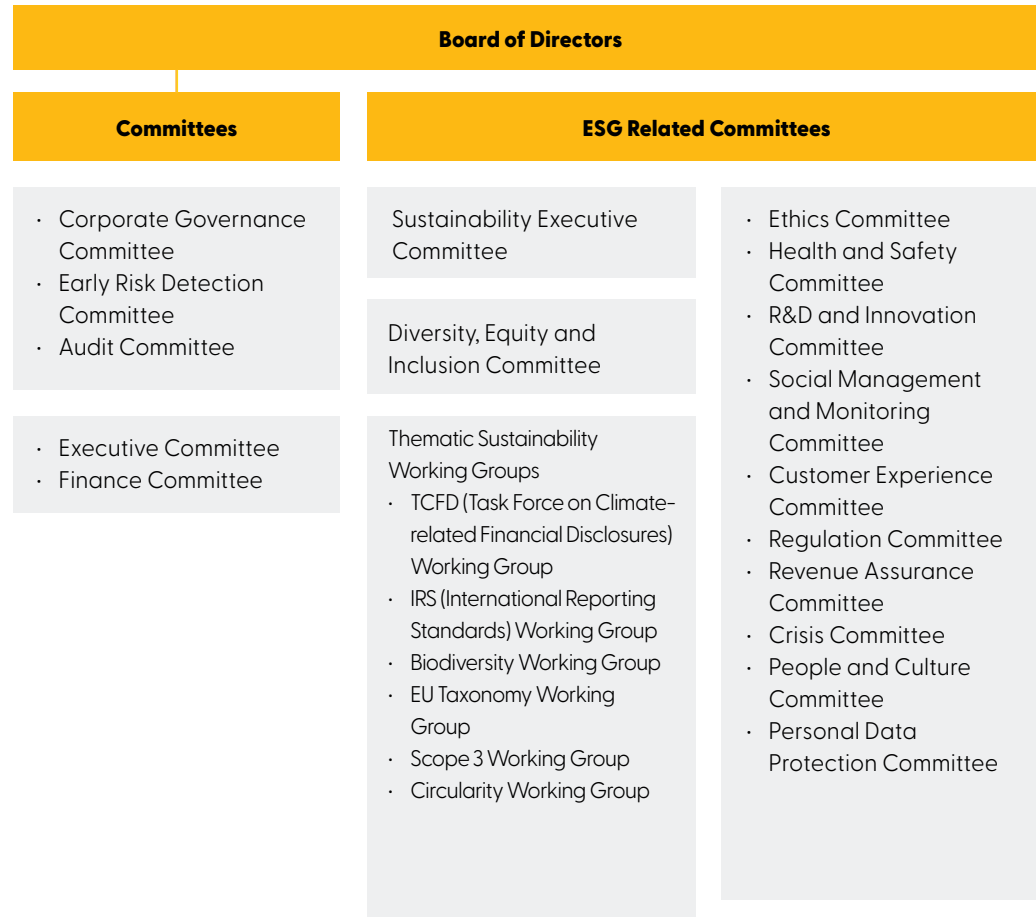 Board of Directors
Committees
· Corporate Governance
Committee
· Early Risk Detection
Committee
· Audit Committee
· Executive Committee
· Finance Committee
ESG Related Committees
Sustainability Executive
Committee
Diversity, Equity and
Inclusion Committee
Thematic Sustainability
Working Groups
· TCFD (Task Force on Climate-
related Financial Disclosures)
Working Group
· IRS (International Reporting
Standards) Working Group
· Biodiversity Working Group
· EU Taxonomy Working
Group
· Scope 3 Working Group
· Circularity Working Group
· Ethics Committee
· Health and Safety
Committee
· R&D and Innovation
Committee
· Social Management
and Monitoring
Committee
· Customer Experience
Committee
· Regulation Committee
· Revenue Assurance
Committee
· Crisis Committee
· People and Culture
Committee
· Personal Data
Protection Committee